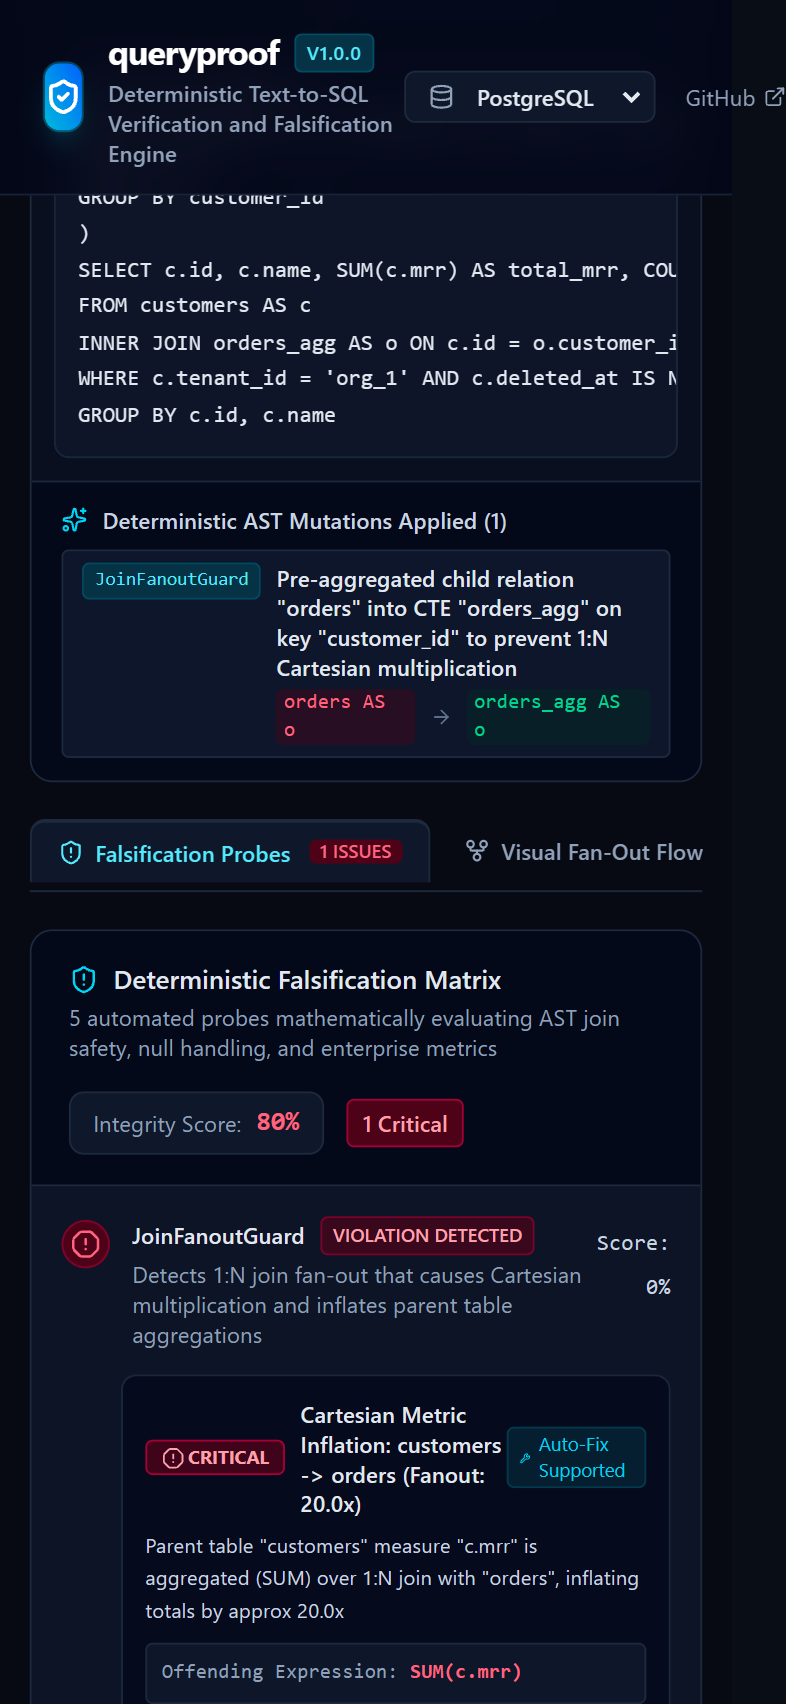 queryproof V1.0.0
Deterministic Text-to-SQL
Verification and Falsification
Engine
PostgreSQL
GitHub
GROUP BY customer_id
)
SELECT c.id, c.name, SUM(c.mrr) AS total_mrr, COU
FROM customers AS c
INNER JOIN orders_agg AS o ON c.id = o.customer_i
WHERE c.tenant_id = 'org_1' AND c.deleted_at IS N
GROUP BY c.id, c.name
Deterministic AST Mutations Applied (1)
JoinFanoutGuard
Pre-aggregated child relation
"orders" into CTE "orders_agg" on
key "customer_id" to prevent 1:N
Cartesian multiplication
orders AS
o
→
orders_agg AS
o
Falsification Probes 1 ISSUES
Visual Fan-Out Flow
Deterministic Falsification Matrix
5 automated probes mathematically evaluating AST join
safety, null handling, and enterprise metrics
Integrity Score: 80%
1 Critical
JoinFanoutGuard VIOLATION DETECTED
Score:
0%
Detects 1:N join fan-out that causes Cartesian
multiplication and inflates parent table
aggregations
CRITICAL
Cartesian Metric
Inflation: customers
-> orders (Fanout:
20.0x)
Auto-Fix
Supported
Parent table "customers" measure "c.mrr" is
aggregated (SUM) over 1:N join with "orders", inflating
totals by approx 20.0x
Offending Expression: SUM(c.mrr)